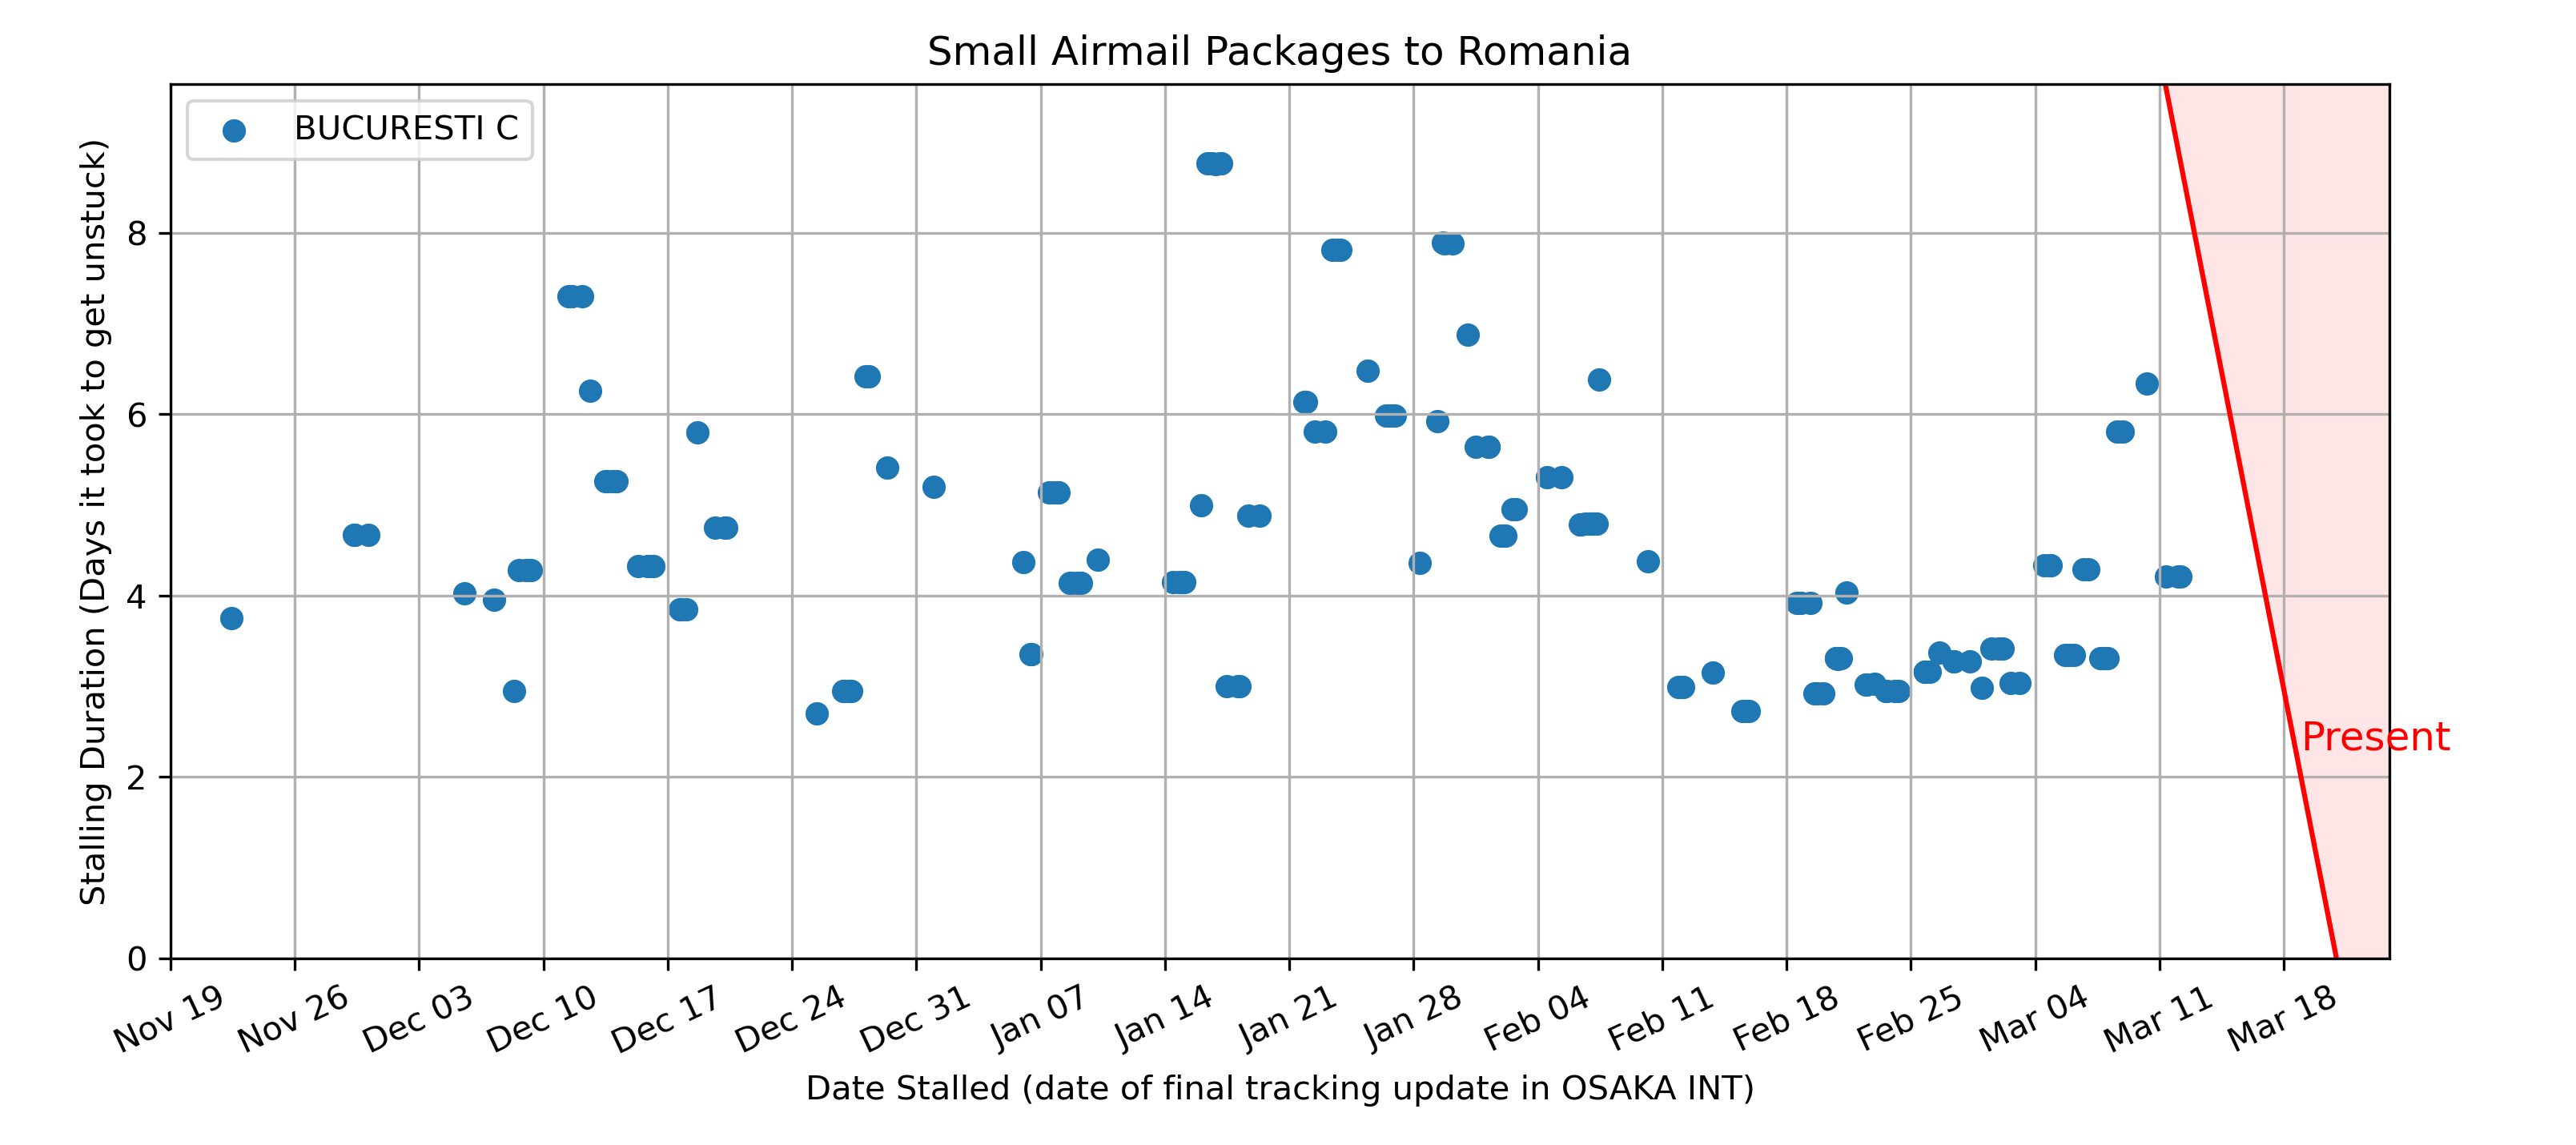 Small Airmail Packages to Romania
BUCURESTI C
Stalling Duration (Days it took to get unstuck)
8
6
4
2
0
Present
Nov 19 Nov 26 Dec 03 Dec 10 Dec 17 Dec 24 Dec 31 Jan 07 Jan 14 Jan 21 Jan 28 Feb 04 Feb 11 Feb 18 Feb 25 Mar 04 Mar 11 Mar 18
Date Stalled (date of final tracking update in OSAKA INT)